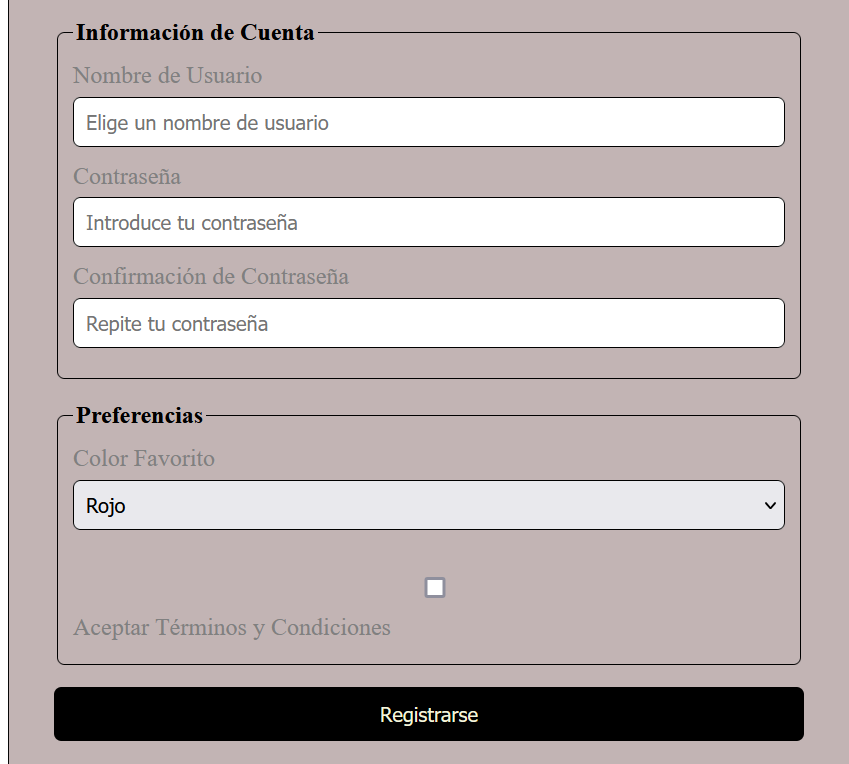 Información de Cuenta
Nombre de Usuario
Elige un nombre de usuario
Contraseña
Introduce tu contraseña
Confirmación de Contraseña
Repite tu contraseña
Preferencias
Color Favorito
Rojo
Aceptar Términos y Condiciones
Registrarse